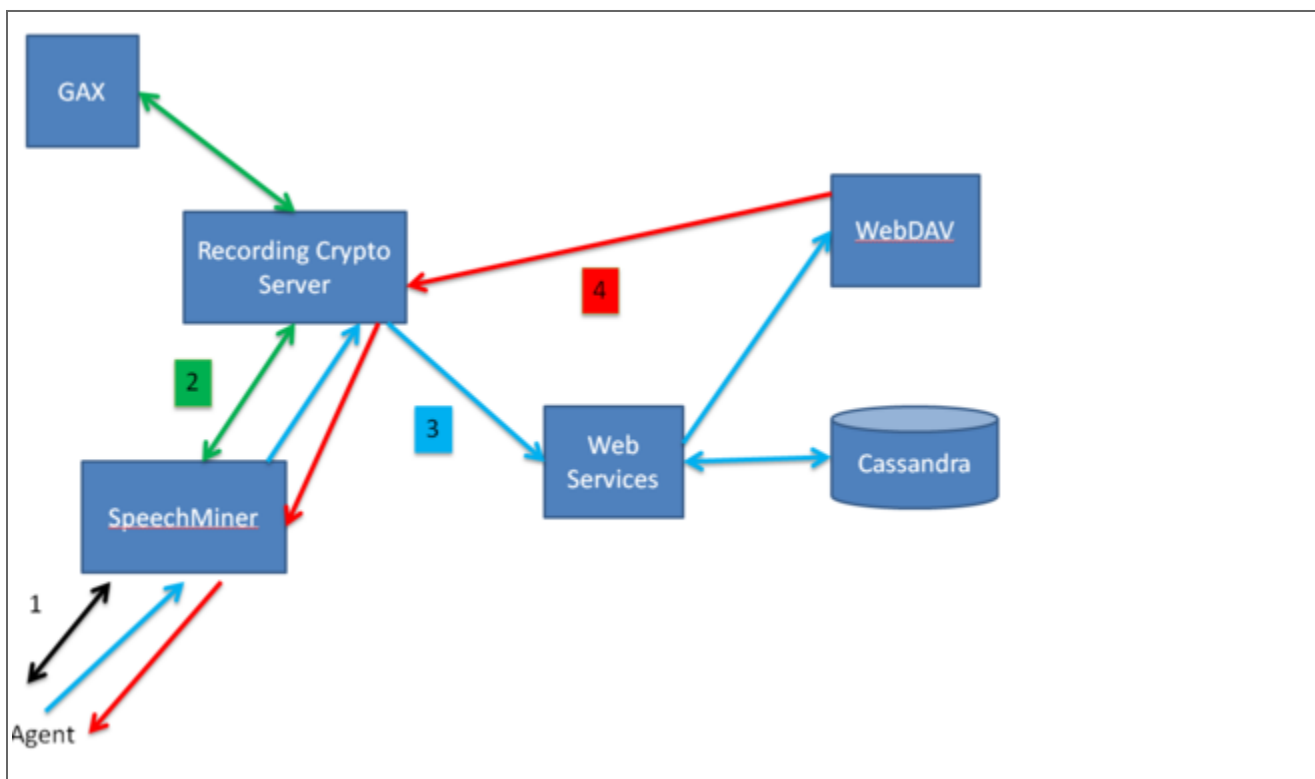 GAX
Recording Crypto
Server
WebDAV
4
2
3
Web
Services
Cassandra
SpeechMiner
1
Agent